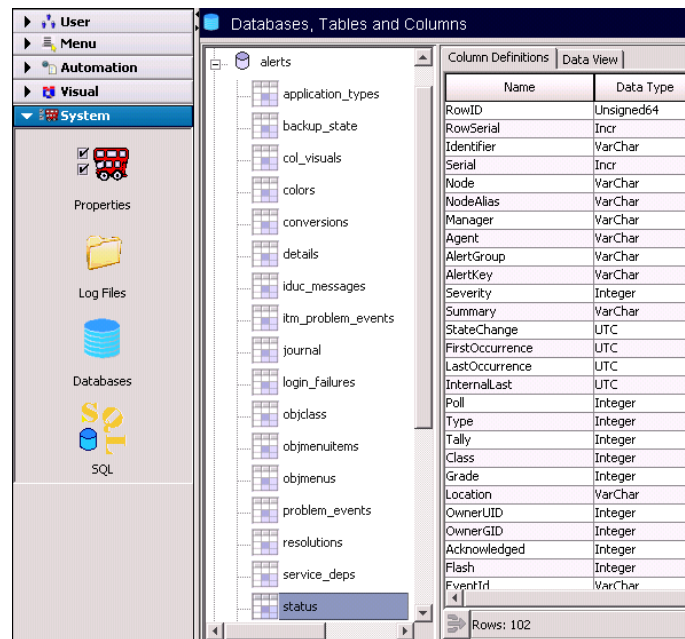 User
Menu
Automation
Visual
System
Properties
Log Files
Databases
SQL
Databases, Tables and Columns
alerts
application_types
backup_state
col_visuals
colors
conversions
details
iduc_messages
itm_problem_events
journal
login_failures
objclass
objmenuitems
objmenus
problem_events
resolutions
service_deps
status
Column Definitions Data View
Name Data Type
RowID Unsigned64
RowSerial Incr
Identifier VarChar
Serial Incr
Node VarChar
NodeAlias VarChar
Manager VarChar
Agent VarChar
AlertGroup VarChar
AlertKey VarChar
Severity Integer
Summary VarChar
StateChange UTC
FirstOccurrence UTC
LastOccurrence UTC
InternalLast UTC
Poll Integer
Type Integer
Tally Integer
Class Integer
Grade Integer
Location VarChar
OwnerUID Integer
OwnerGID Integer
Acknowledged Integer
Flash Integer
EventId VarChar
Rows: 102